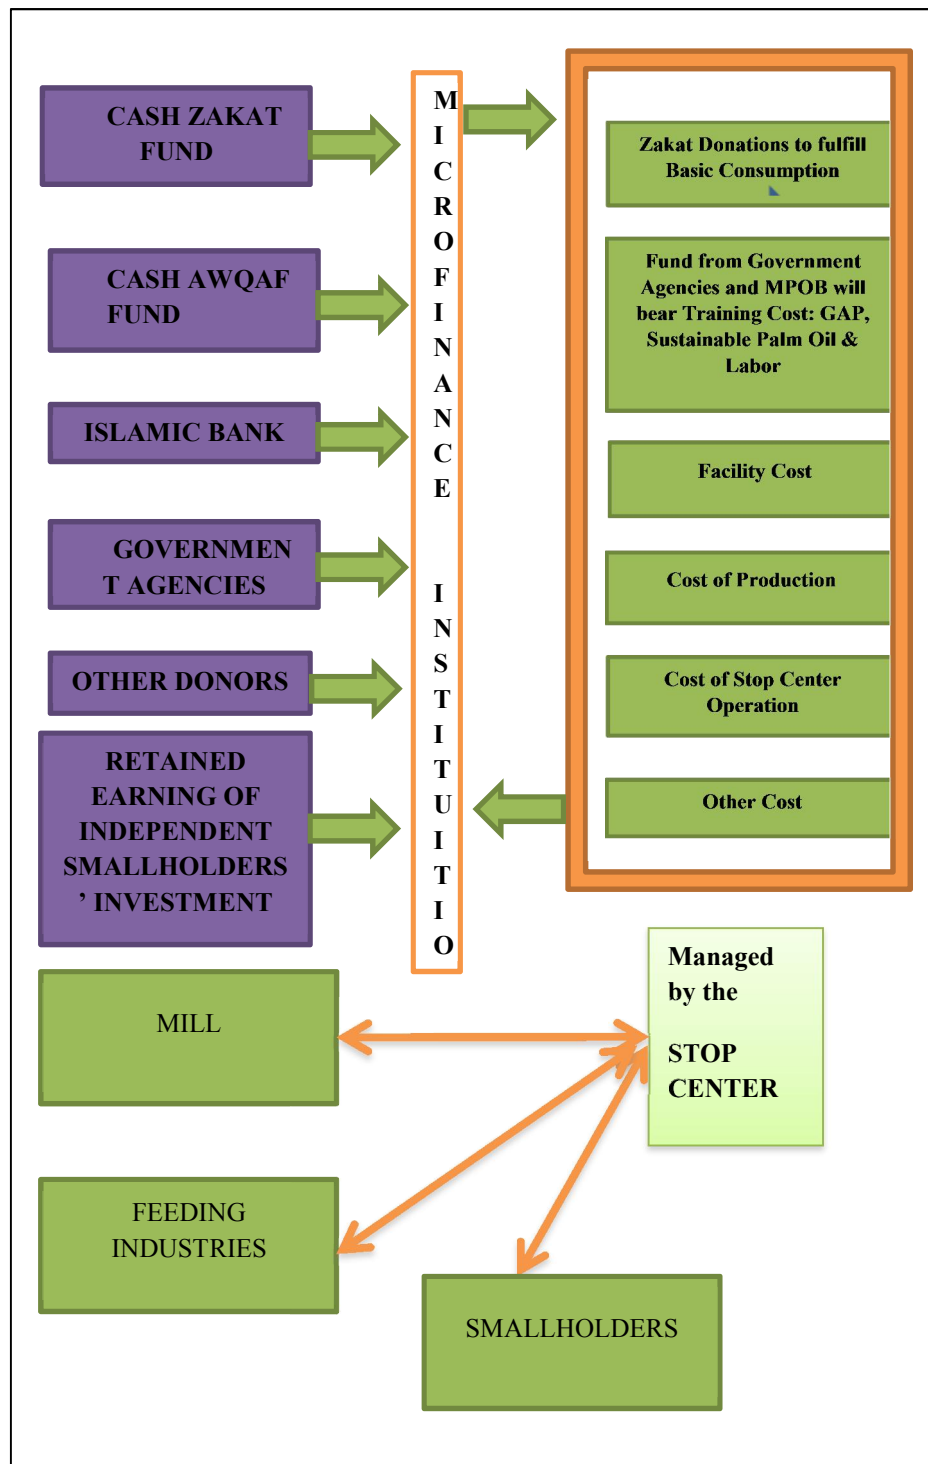 CASH ZAKAT
FUND
CASH AWQAF
FUND
ISLAMIC BANK
GOVERNMEN
T AGENCIES
OTHER DONORS
RETAINED
EARNING OF
INDEPENDENT
SMALLHOLDERS
’ INVESTMENT
M
I
C
R
O
F
I
N
A
N
C
E
I
N
S
T
I
T
U
I
T
I
O
Zakat Donations to fulfill
Basic Consumption
Fund from Government
Agencies and MPOB will
bear Training Cost: GAP,
Sustainable Palm Oil &
Labor
Facility Cost
Cost of Production
Cost of Stop Center
Operation
Other Cost
Managed
by the
STOP
CENTER
MILL
FEEDING
INDUSTRIES
SMALLHOLDERS